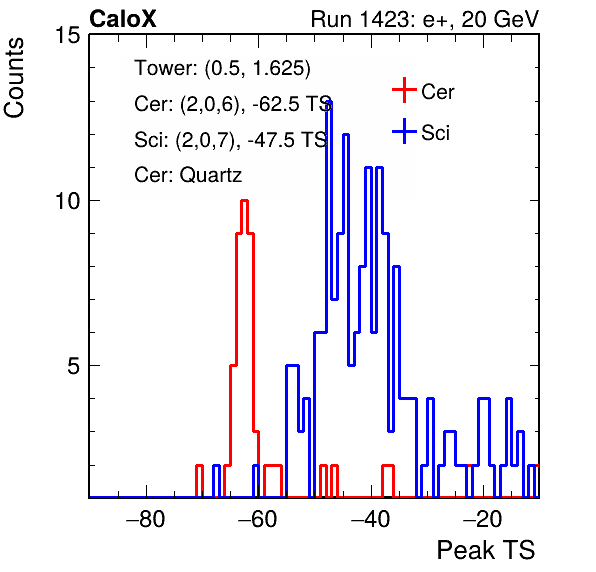 CaloX Run 1423: e+, 20 GeV
Counts
15
10
5
Tower: (0.5, 1.625)
Cer: (2,0,6), -62.5 TS
Sci: (2,0,7), -47.5 TS
Cer: Quartz
Cer
Sci
−80 −60 −40 −20
Peak TS